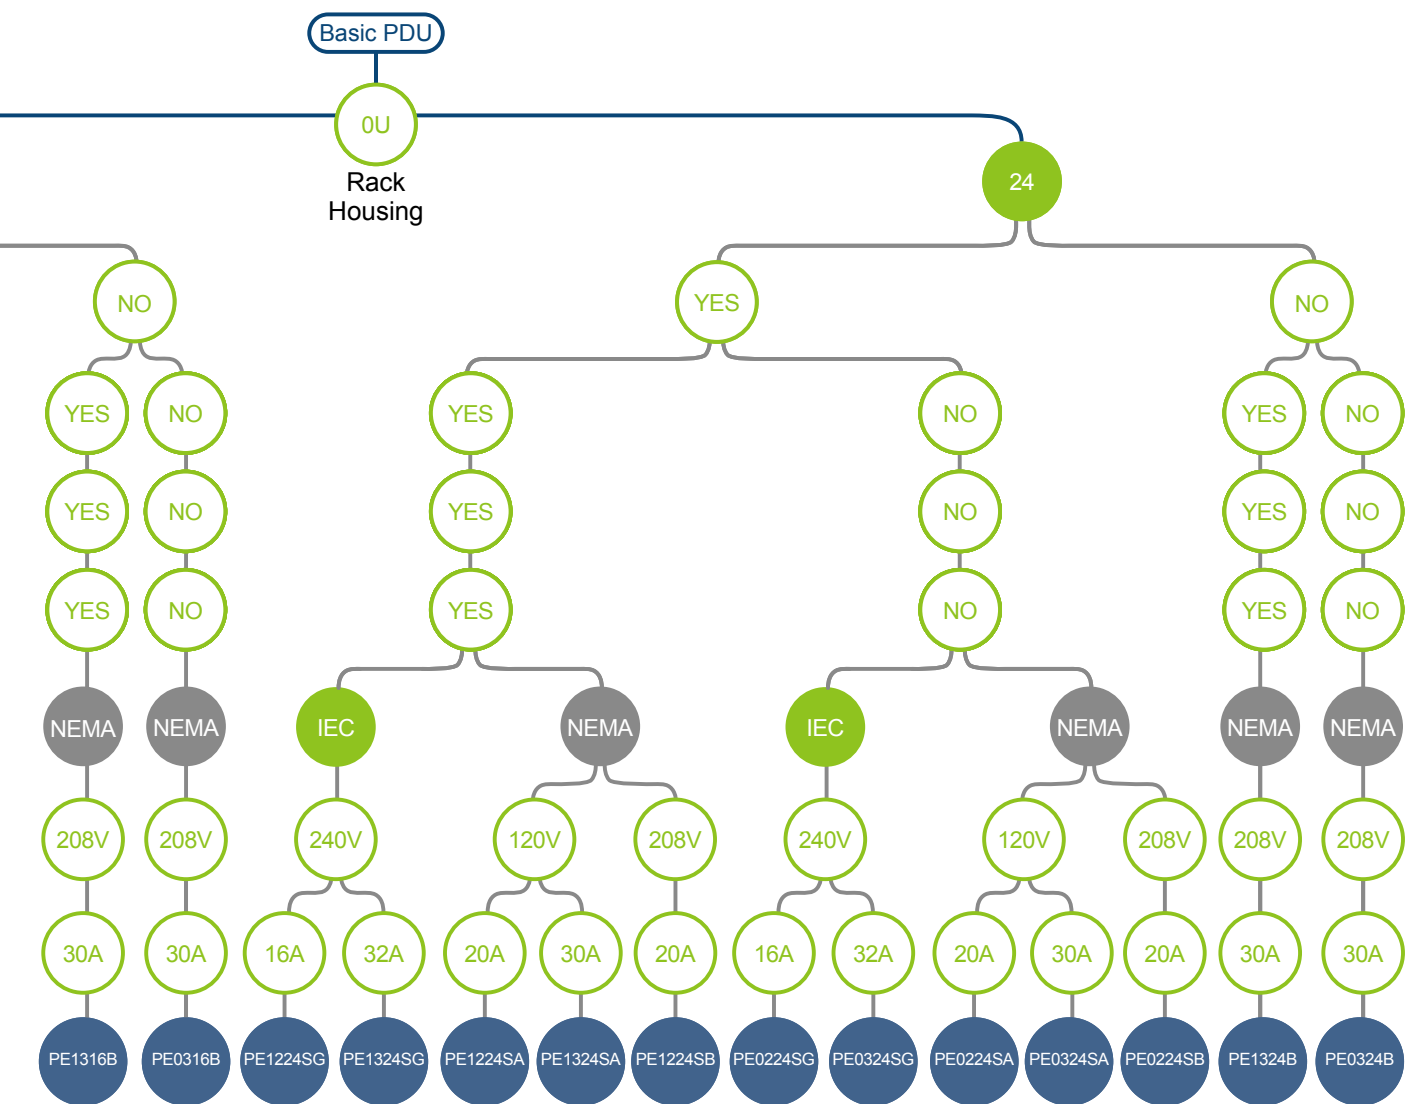 Basic PDU
0U
Rack
Housing
24
NO
YES
NO
YES
NO
YES
NO
YES
NO
YES
NO
YES
NO
YES
NO
YES
NO
YES
NO
YES
NO
YES
NO
NEMA
NEMA
IEC
NEMA
IEC
NEMA
NEMA
NEMA
208V
208V
240V
120V
208V
240V
120V
208V
208V
208V
30A
30A
16A
32A
20A
30A
20A
16A
32A
20A
30A
20A
30A
30A
PE1316B
PE0316B
PE1224SG
PE1324SG
PE1224SA
PE1324SA
PE1224SB
PE0224SG
PE0324SG
PE0224SA
PE0324SA
PE0224SB
PE1324B
PE0324B